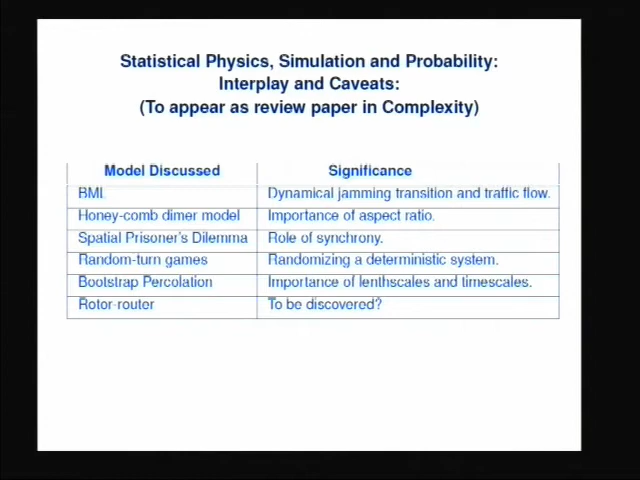 Statistical Physics, Simulation and Probability:
Interplay and Caveats:
(To appear as review paper in Complexity)
Model Discussed Significance
BML Dynamical jamming transition and traffic flow.
Honey-comb dimer model Importance of aspect ratio.
Spatial Prisoner's Dilemma Role of synchrony.
Random-turn games Randomizing a deterministic system.
Bootstrap Percolation Importance of lenthscales and timescales.
Rotor-router To be discovered?